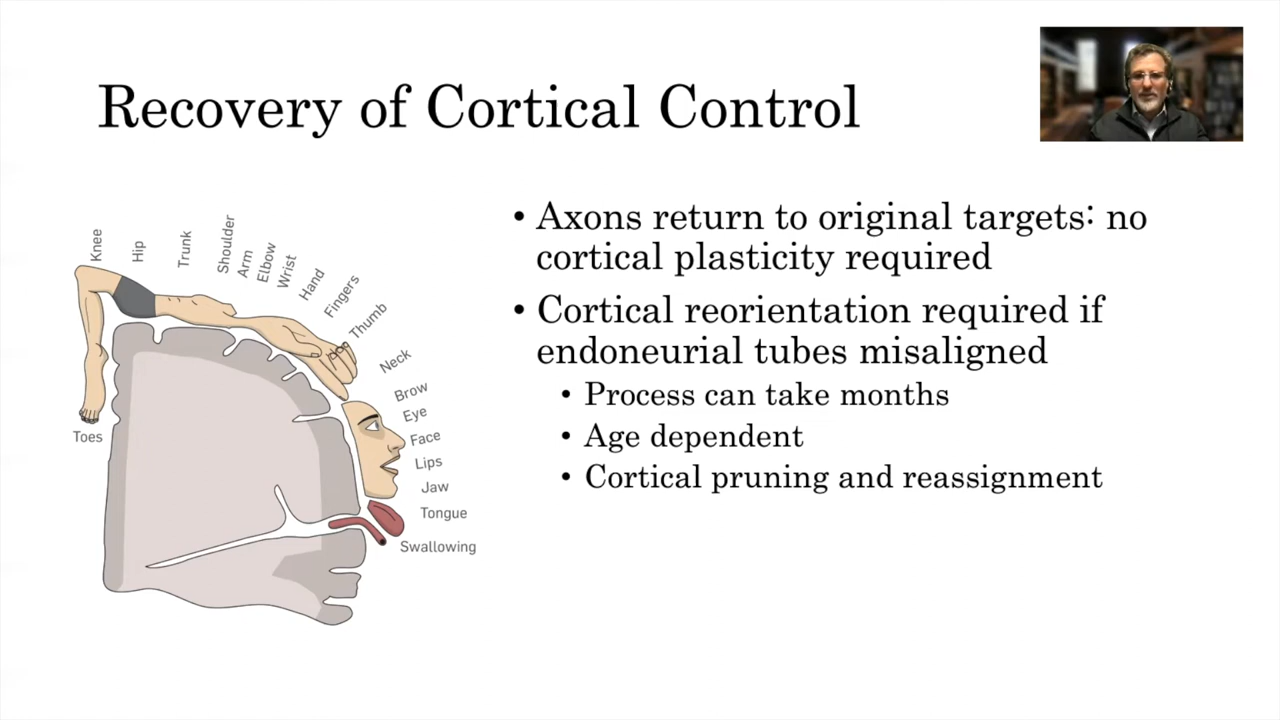 Recovery of Cortical Control
Knee
Hip
Trunk
Shoulder
Arm
Elbow
Wrist
Hand
Fingers
Thumb
Neck
Brow
Eye
Face
Lips
Jaw
Tongue
Swallowing
Toes
• Axons return to original targets: no
cortical plasticity required
• Cortical reorientation required if
endoneurial tubes misaligned
• Process can take months
• Age dependent
• Cortical pruning and reassignment